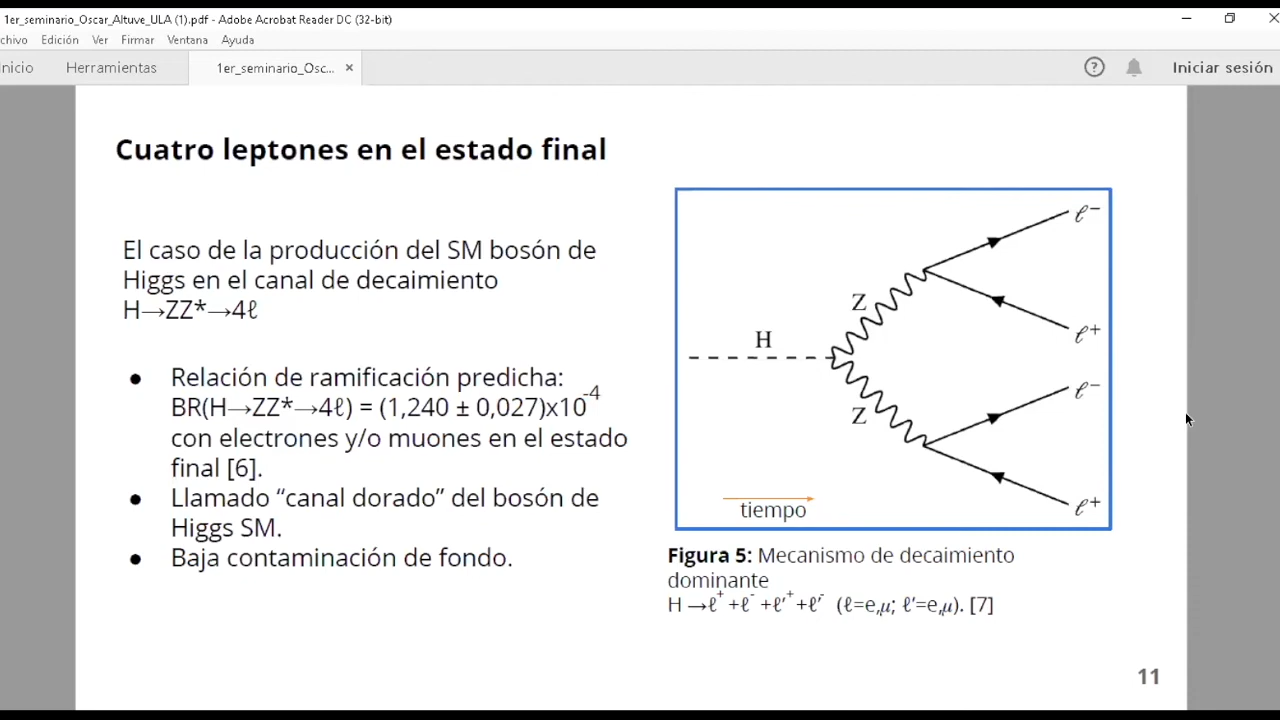 1er_seminario_Oscar_Altuve_ULA (1).pdf - Adobe Acrobat Reader DC (32-bit)
chivo Edición Ver Firmar Ventana Ayuda
nicio Herramientas 1er_seminario_Osc... × Iniciar sesión
Cuatro leptones en el estado final
El caso de la producción del SM bosón de
Higgs en el canal de decaimiento
H→ZZ*→4ℓ
● Relación de ramificación predicha:
BR(H→ZZ*→4ℓ) = (1,240 ± 0,027)x10⁻⁴
con electrones y/o muones en el estado
final [6].
● Llamado “canal dorado” del bosón de
Higgs SM.
● Baja contaminación de fondo.
H
Z
Z
ℓ⁻
ℓ⁺
ℓ⁻
ℓ⁺
tiempo
Figura 5: Mecanismo de decaimiento
dominante
H →ℓ⁺+ℓ⁻+ℓ′⁺+ℓ′⁻ (ℓ=e,μ; ℓ′=e,μ). [7]
11